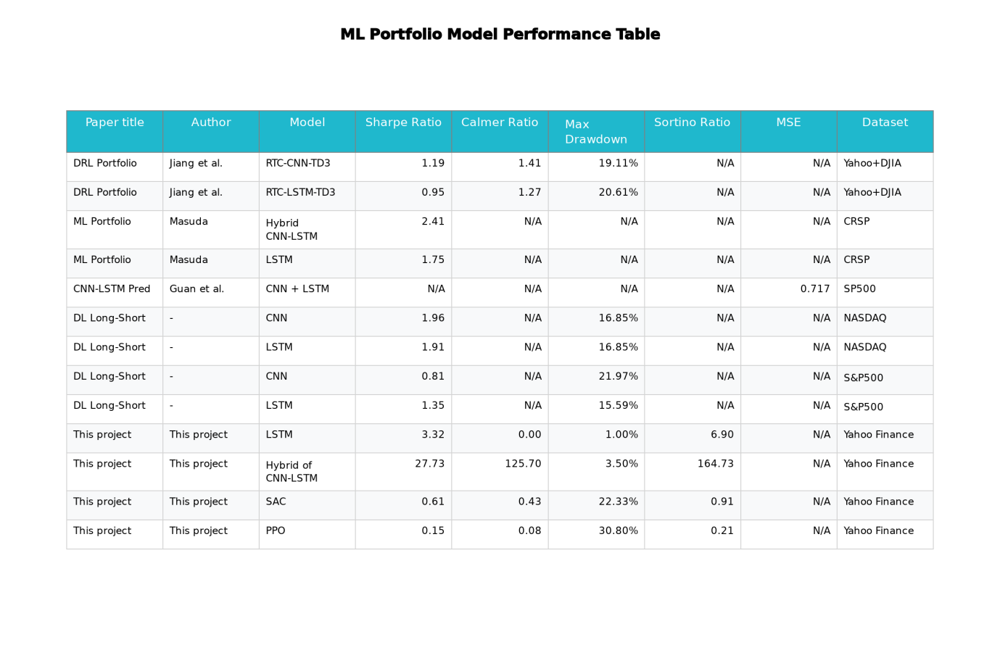 ML Portfolio Model Performance Table
Paper title Author Model Sharpe Ratio Calmer Ratio Max Drawdown Sortino Ratio MSE Dataset
DRL Portfolio Jiang et al. RTC-CNN-TD3 1.19 1.41 19.11% N/A N/A Yahoo+DJIA
DRL Portfolio Jiang et al. RTC-LSTM-TD3 0.95 1.27 20.61% N/A N/A Yahoo+DJIA
ML Portfolio Masuda Hybrid CNN-LSTM 2.41 N/A N/A N/A N/A CRSP
ML Portfolio Masuda LSTM 1.75 N/A N/A N/A N/A CRSP
CNN-LSTM Pred Guan et al. CNN + LSTM N/A N/A N/A N/A 0.717 SP500
DL Long-Short - CNN 1.96 N/A 16.85% N/A N/A NASDAQ
DL Long-Short - LSTM 1.91 N/A 16.85% N/A N/A NASDAQ
DL Long-Short - CNN 0.81 N/A 21.97% N/A N/A S&P500
DL Long-Short - LSTM 1.35 N/A 15.59% N/A N/A S&P500
This project This project LSTM 3.32 0.00 1.00% 6.90 N/A Yahoo Finance
This project This project Hybrid of CNN-LSTM 27.73 125.70 3.50% 164.73 N/A Yahoo Finance
This project This project SAC 0.61 0.43 22.33% 0.91 N/A Yahoo Finance
This project This project PPO 0.15 0.08 30.80% 0.21 N/A Yahoo Finance